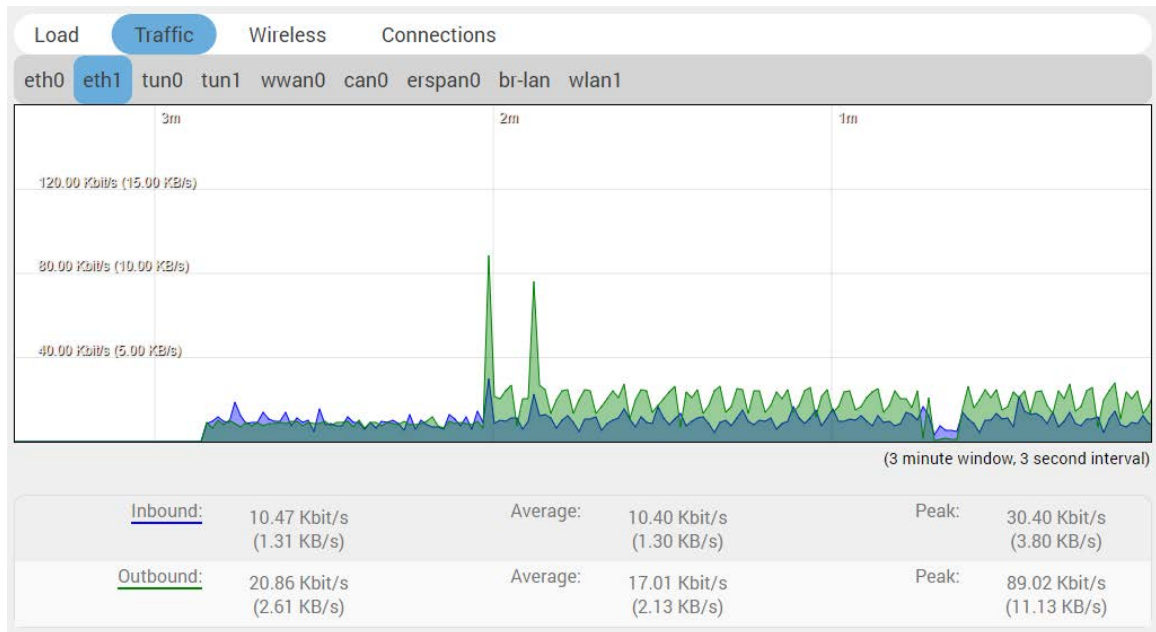 Load Traffic Wireless Connections
eth0 eth1 tun0 tun1 wwan0 can0 erspan0 br-lan wlan1
3m 2m 1m
120.00 Kbit/s (15.00 KB/s)
80.00 Kbit/s (10.00 KB/s)
40.00 Kbit/s (5.00 KB/s)
(3 minute window, 3 second interval)
Inbound: 10.47 Kbit/s Average: 10.40 Kbit/s Peak: 30.40 Kbit/s
(1.31 KB/s) (1.30 KB/s) (3.80 KB/s)
Outbound: 20.86 Kbit/s Average: 17.01 Kbit/s Peak: 89.02 Kbit/s
(2.61 KB/s) (2.13 KB/s) (11.13 KB/s)